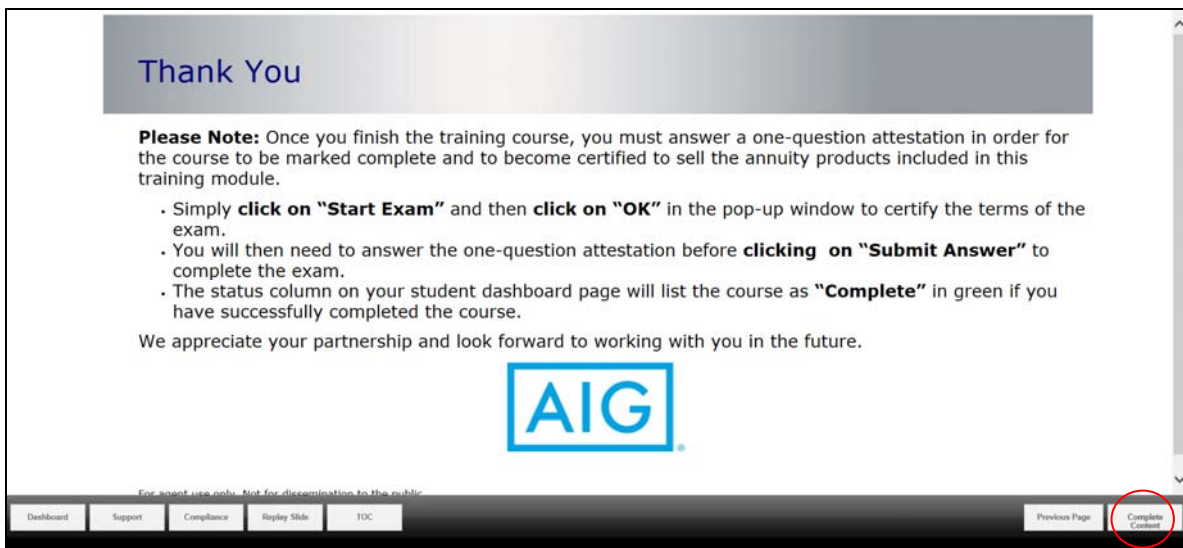 Thank You
Please Note: Once you finish the training course, you must answer a one-question attestation in order for
the course to be marked complete and to become certified to sell the annuity products included in this
training module.
• Simply click on “Start Exam” and then click on “OK” in the pop-up window to certify the terms of the
exam.
• You will then need to answer the one-question attestation before clicking on “Submit Answer” to
complete the exam.
• The status column on your student dashboard page will list the course as “Complete” in green if you
have successfully completed the course.
We appreciate your partnership and look forward to working with you in the future.
AIG
For agent use only. Not for dissemination to the public.
Dashboard Support Compliance Replay Slide TOC Previous Page Complete
Content